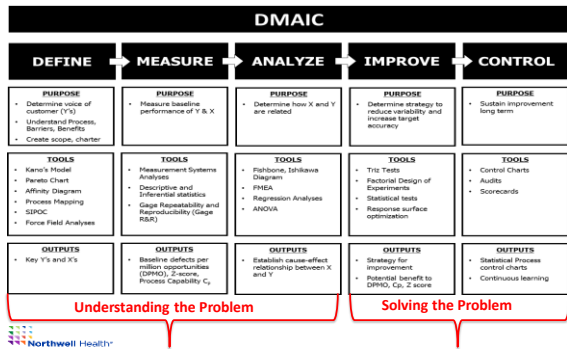 DMAIC
DEFINE
MEASURE
ANALYZE
IMPROVE
CONTROL
PURPOSE
• Determine voice of
customer (Y's)
• Understand Process,
Barriers, Benefits
• Create scope, charter
PURPOSE
• Measure baseline
performance of Y & X
PURPOSE
• Determine how X and Y
are related
PURPOSE
• Determine strategy to
reduce variability and
increase target
accuracy
PURPOSE
• Sustain improvement
long term
TOOLS
• Kano's Model
• Pareto Chart
• Affinity Diagram
• Process Mapping
• SIPOC
• Force Field Analyses
TOOLS
• Measurement Systems
Analyses
• Descriptive and
Inferential statistics
• Gage Repeatability and
Reproducibility (Gage
R&R)
TOOLS
• Fishbone, Ishikawa
Diagram
• FMEA
• Regression Analyses
• ANOVA
TOOLS
• Triz Tests
• Factorial Design of
Experiments
• Statistical tests
• Response surface
optimization
TOOLS
• Control Charts
• Audits
• Scorecards
OUTPUTS
• Key Y's and X's
OUTPUTS
• Baseline defects per
million opportunities
(DPMO), Z-score,
Process Capability Cp
OUTPUTS
• Establish cause-effect
relationship between X
and Y
OUTPUTS
• Strategy for
improvement
• Potential benefit to
DPMO, Cp, Z score
OUTPUTS
• Statistical Process
control charts
• Continuous learning
Understanding the Problem
Solving the Problem
Northwell Health